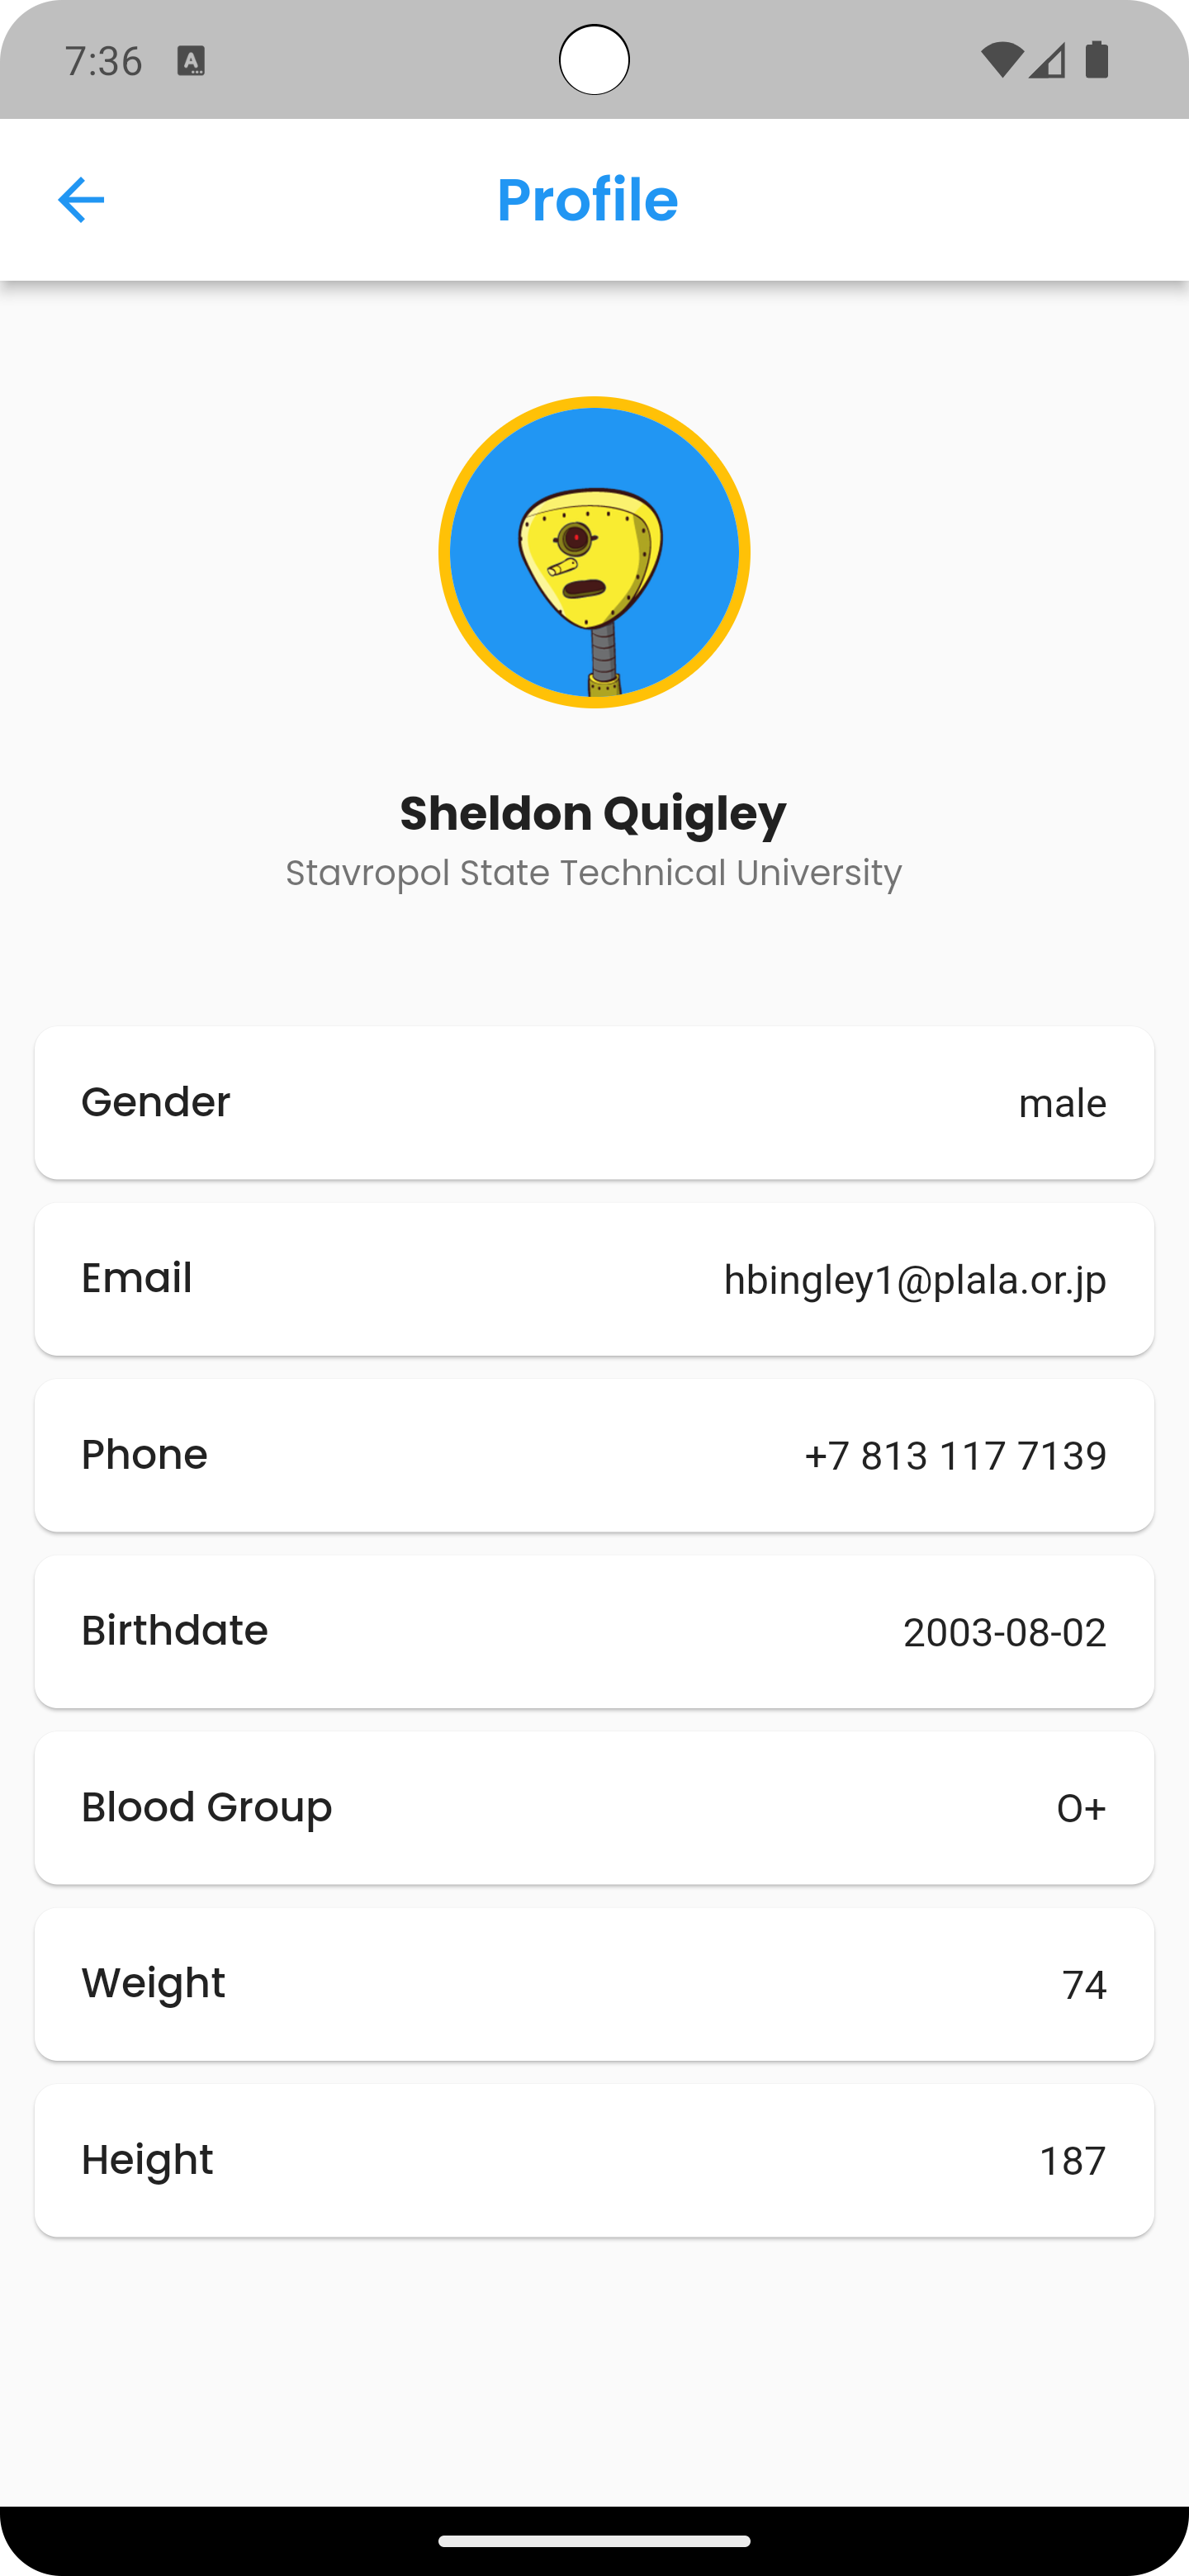 7:36
Profile
Sheldon Quigley
Stavropol State Technical University
Gender male
Email hbingley1@plala.or.jp
Phone +7 813 117 7139
Birthdate 2003-08-02
Blood Group O+
Weight 74
Height 187